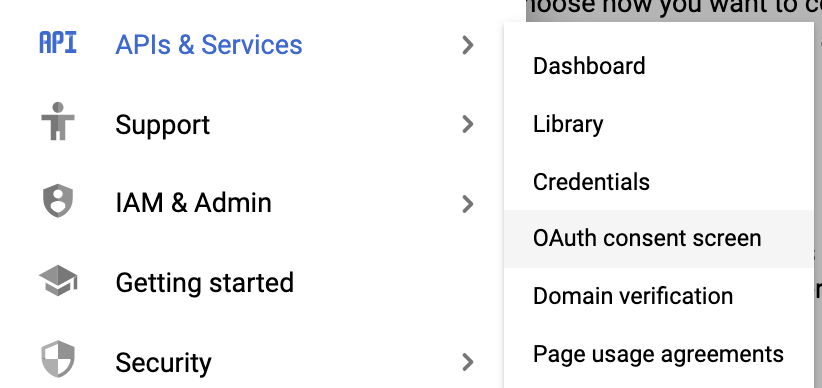 API APIs & Services
Support
IAM & Admin
Getting started
Security
choose how you want to
Dashboard
Library
Credentials
OAuth consent screen
Domain verification
Page usage agreements